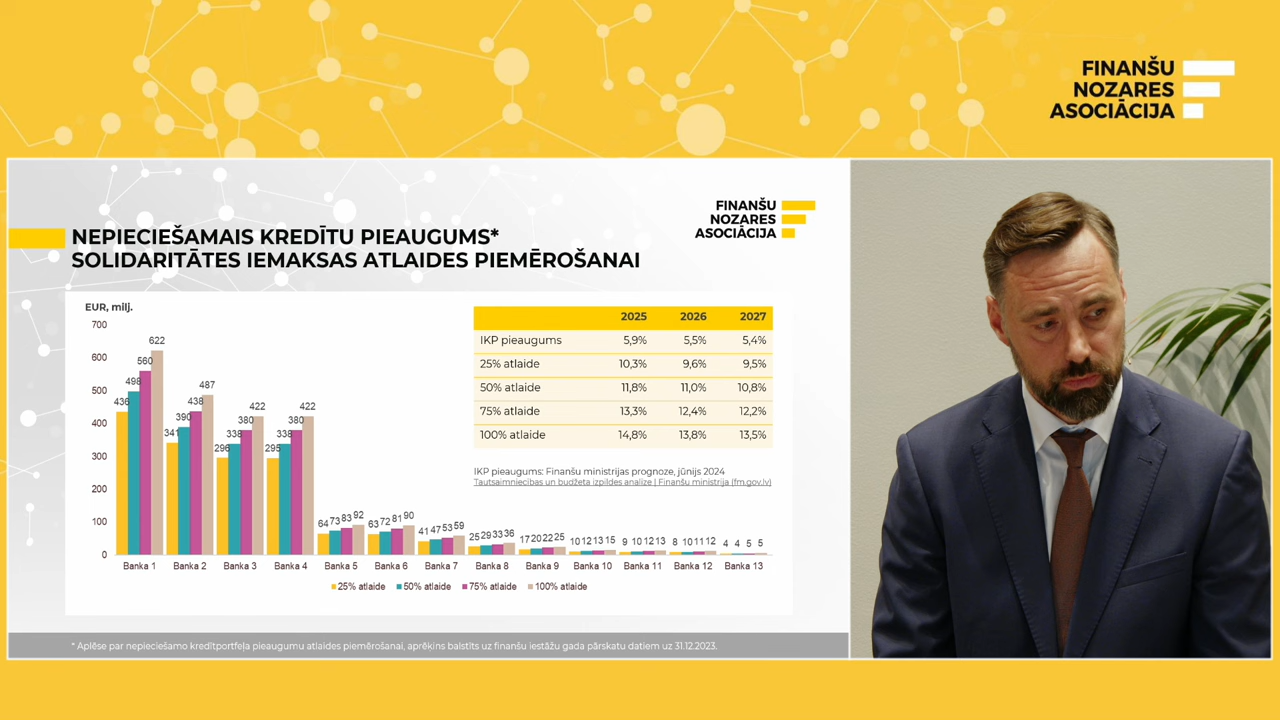 FINANŠU
NOZARES
ASOCIĀCIJA
FINANŠU
NOZARES
ASOCIĀCIJA
NEPIECIEŠAMAIS KREDĪTU PIEAUGUMS*
SOLIDARITĀTES IEMAKSAS ATLAIDES PIEMĒROŠANAI
EUR, milj.
700
600
500
400
300
200
100
0
436 498 560 622
341 390 438 487
296 338 380 422
295 338 380 422
64 73 83 92
63 72 81 90
41 47 53 59
25 29 33 36
17 20 22 25
10 12 13 15
9 10 12 13
8 10 11 12
4 4 5 5
Banka 1 Banka 2 Banka 3 Banka 4 Banka 5 Banka 6 Banka 7 Banka 8 Banka 9 Banka 10 Banka 11 Banka 12 Banka 13
25% atlaide 50% atlaide 75% atlaide 100% atlaide
2025 2026 2027
IKP pieaugums 5,9% 5,5% 5,4%
25% atlaide 10,3% 9,6% 9,5%
50% atlaide 11,8% 11,0% 10,8%
75% atlaide 13,3% 12,4% 12,2%
100% atlaide 14,8% 13,8% 13,5%
IKP pieaugums: Finanšu ministrijas prognoze, jūnijs 2024
Tautsaimniecības un budžeta izpildes analīze | Finanšu ministrija (fm.gov.lv)
* Aplēse par nepieciešamo kredītportfeļa pieaugumu atlaides piemērošanai, aprēķins balstīts uz finanšu iestāžu gada pārskatu datiem uz 31.12.2023.